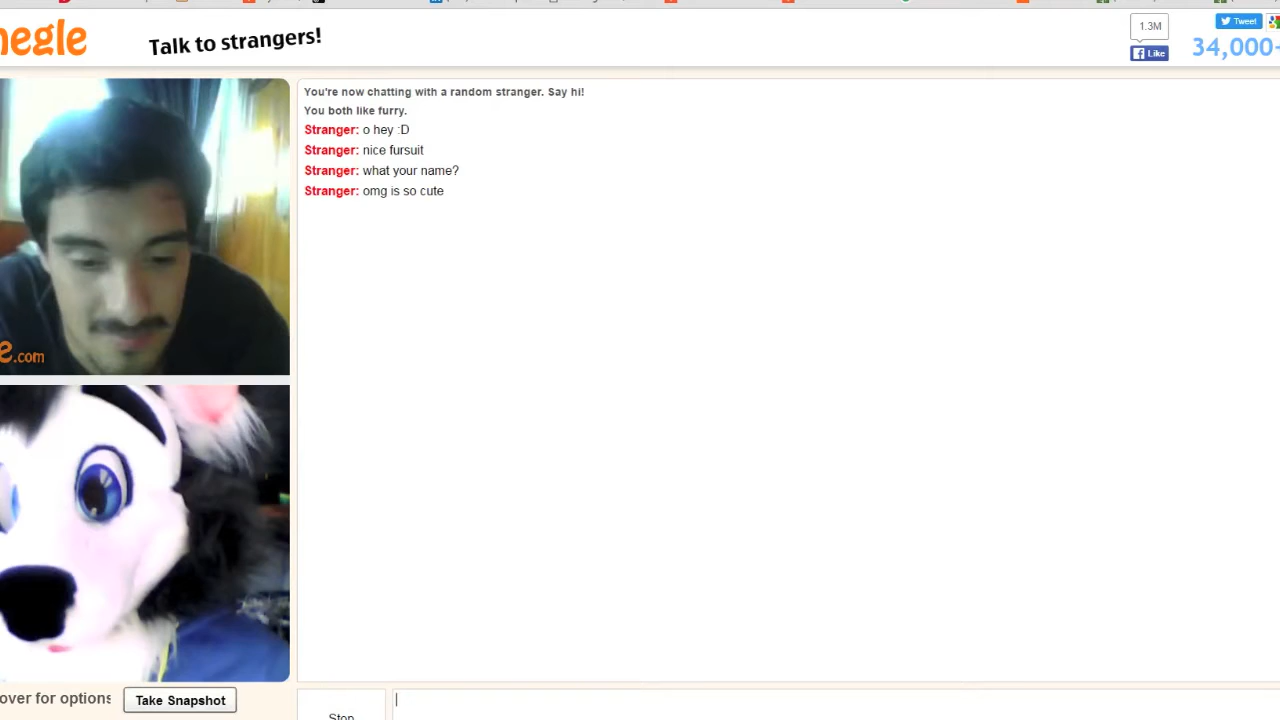 negle
Talk to strangers!
1.3M
Like
Tweet
34,000+
You're now chatting with a random stranger. Say hi!
You both like furry.
Stranger: o hey :D
Stranger: nice fursuit
Stranger: what your name?
Stranger: omg is so cute
e.com
over for options
Take Snapshot
Stop